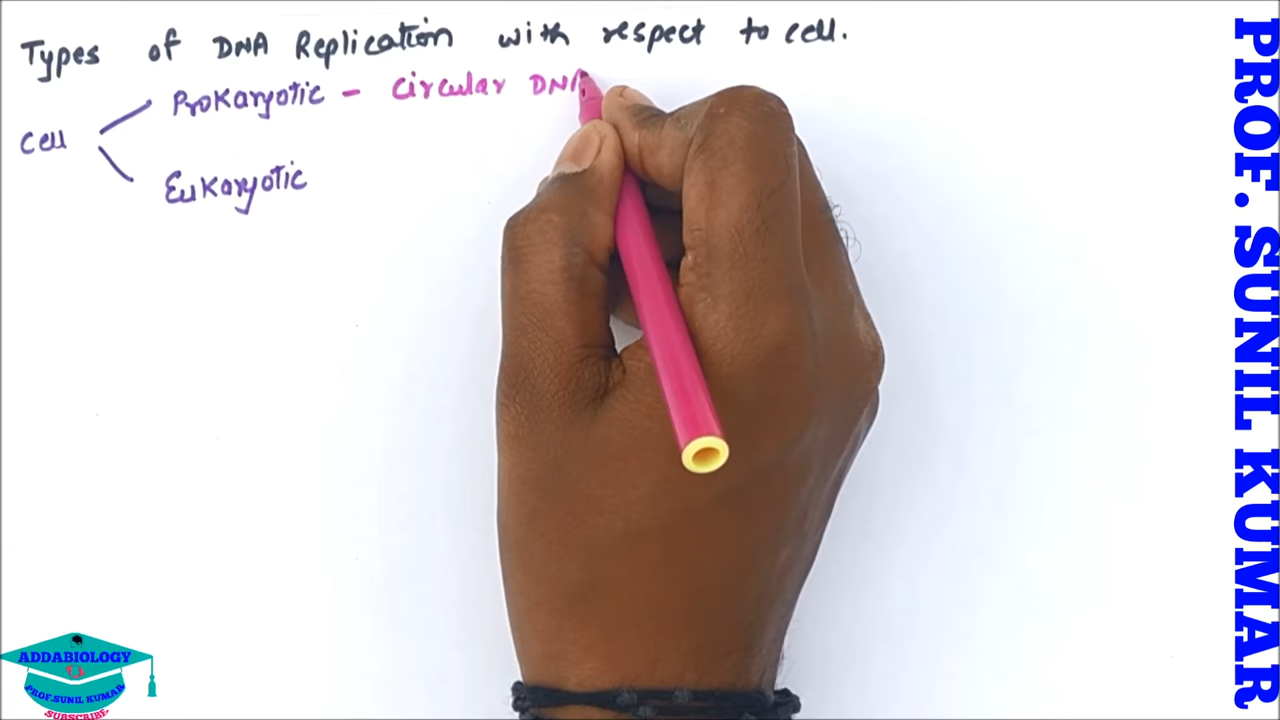 Types of DNA Replication with respect to cell.
Prokaryotic - Circular DNA
Cell
Eukaryotic
PROF. SUNIL KUMAR
ADDABIOLOGY
PROF.SUNIL KUMAR
SUBSCRIBE